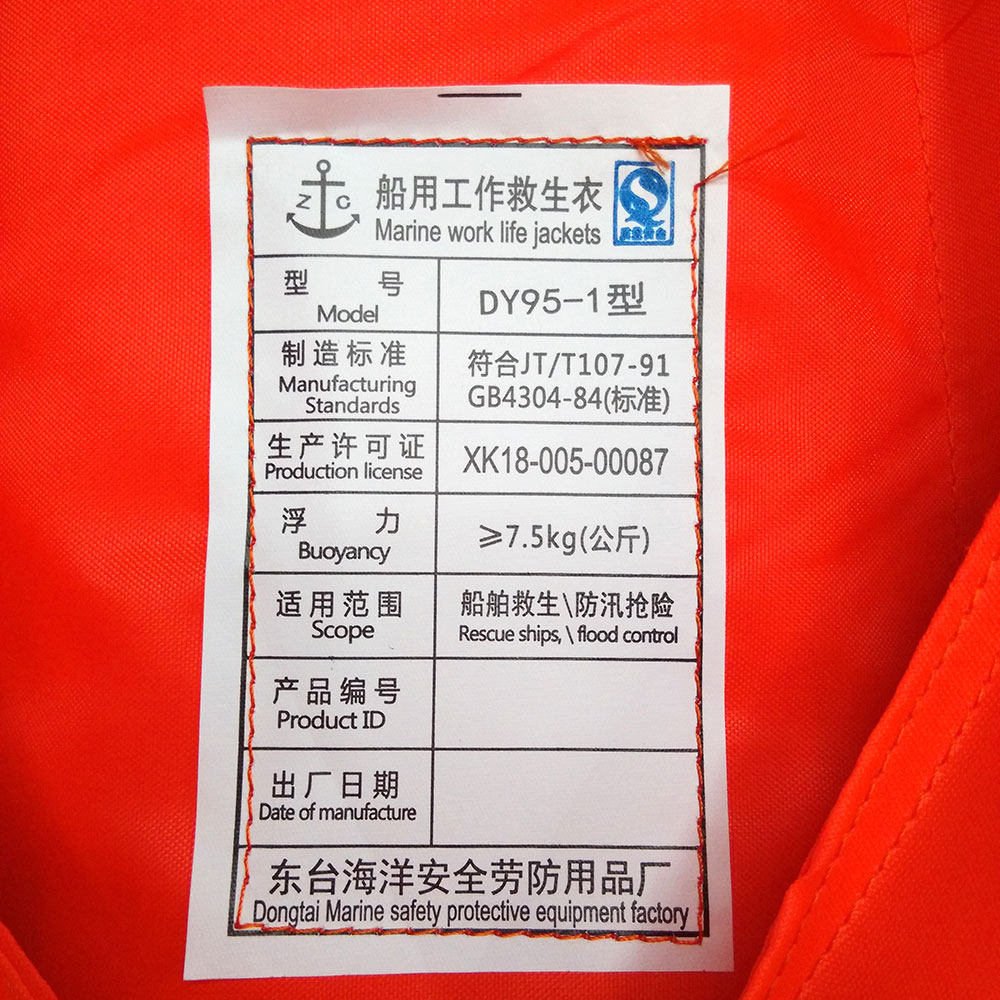 Z C
船用工作救生衣
Marine work life jackets
质量安全
型 号
Model
DY95-1型
制造标准
Manufacturing
Standards
符合JT/T107-91
GB4304-84(标准)
生产许可证
Production license
XK18-005-00087
浮 力
Buoyancy
≥7.5kg(公斤)
适用范围
Scope
船舶救生\防汛抢险
Rescue ships, \ flood control
产品编号
Product ID
出厂日期
Date of manufacture
东台海洋安全劳防用品厂
Dongtai Marine safety protective equipment factory